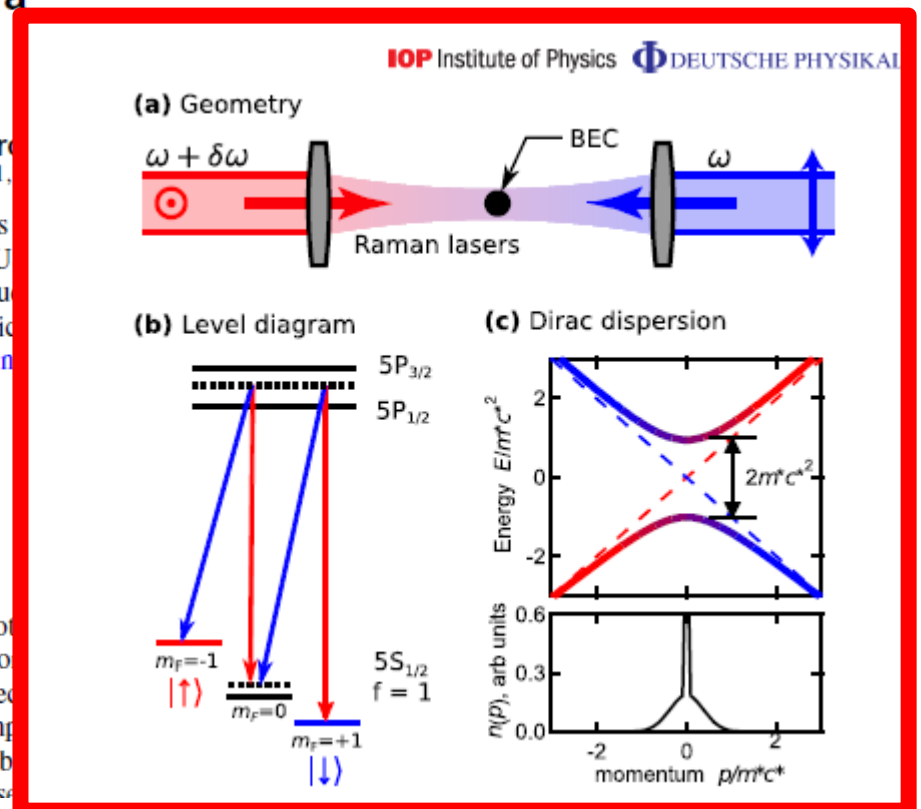 a
IOP Institute of Physics DEUTSCHE PHYSIKAL
(a) Geometry
ω + δω
BEC
ω
Raman lasers
(b) Level diagram
5P3/2
5P1/2
mF=-1
|↑⟩
mF=0
5S1/2
f = 1
mF=+1
|↓⟩
(c) Dirac dispersion
Energy E/m*c*²
2
0
-2
2m*c*²
n(p), arb units
0.6
0.3
0.0
-2 0 2
momentum p/m*c*